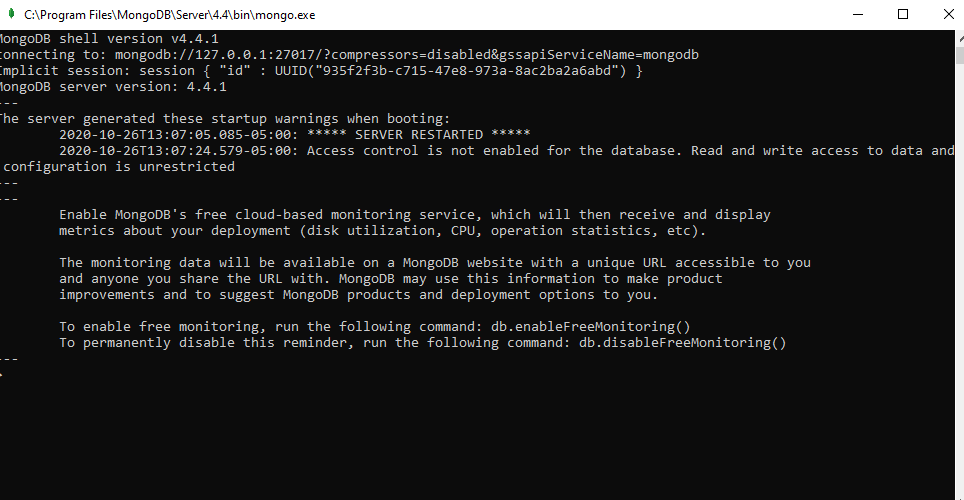 C:\Program Files\MongoDB\Server\4.4\bin\mongo.exe
MongoDB shell version v4.4.1
connecting to: mongodb://127.0.0.1:27017/?compressors=disabled&gssapiServiceName=mongodb
Implicit session: session { "id" : UUID("935f2f3b-c715-47e8-973a-8ac2ba2a6abd") }
MongoDB server version: 4.4.1
---
The server generated these startup warnings when booting:
2020-10-26T13:07:05.085-05:00: ***** SERVER RESTARTED *****
2020-10-26T13:07:24.579-05:00: Access control is not enabled for the database. Read and write access to data and
configuration is unrestricted
---
---
Enable MongoDB's free cloud-based monitoring service, which will then receive and display
metrics about your deployment (disk utilization, CPU, operation statistics, etc).
The monitoring data will be available on a MongoDB website with a unique URL accessible to you
and anyone you share the URL with. MongoDB may use this information to make product
improvements and to suggest MongoDB products and deployment options to you.
To enable free monitoring, run the following command: db.enableFreeMonitoring()
To permanently disable this reminder, run the following command: db.disableFreeMonitoring()
---
>